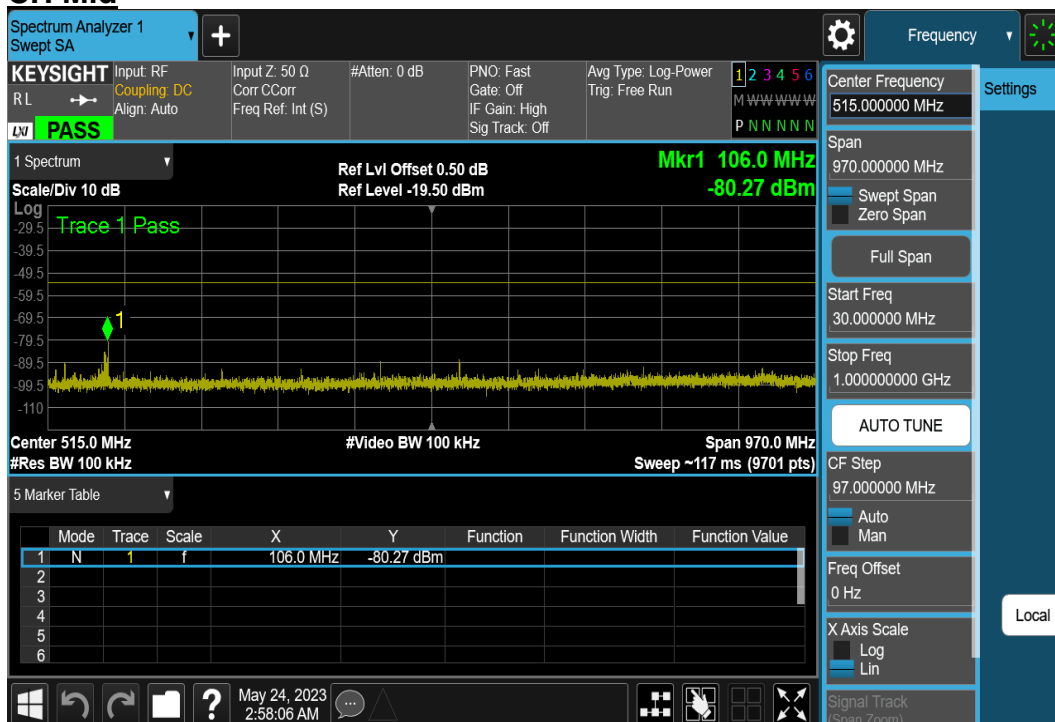 Spectrum Analyzer 1
Swept SA
+
Frequency
KEYSIGHT
Input: RF
Coupling: DC
Align: Auto
Input Z: 50 Ω
Corr CCorr
Freq Ref: Int (S)
#Atten: 0 dB
PNO: Fast
Gate: Off
IF Gain: High
Sig Track: Off
Avg Type: Log-Power
Trig: Free Run
1 2 3 4 5 6
M W W W W W
P N N N N N
R L
LXI
PASS
1 Spectrum
Scale/Div 10 dB
Ref Lvl Offset 0.50 dB
Ref Level -19.50 dBm
Mkr1 106.0 MHz
-80.27 dBm
Log
Trace 1 Pass
-29.5
-39.5
-49.5
-59.5
-69.5
1
-79.5
-89.5
-99.5
-110
Center 515.0 MHz
#Video BW 100 kHz
Span 970.0 MHz
#Res BW 100 kHz
Sweep ~117 ms (9701 pts)
5 Marker Table
Mode Trace Scale X Y Function Function Width Function Value
1 N 1 f 106.0 MHz -80.27 dBm
2
3
4
5
6
?
May 24, 2023
2:58:06 AM
Center Frequency
515.000000 MHz
Span
970.000000 MHz
Swept Span
Zero Span
Full Span
Start Freq
30.000000 MHz
Stop Freq
1.000000000 GHz
AUTO TUNE
CF Step
97.000000 MHz
Auto
Man
Freq Offset
0 Hz
X Axis Scale
Log
Lin
Signal Track
(Span Zoom)
Settings
Local